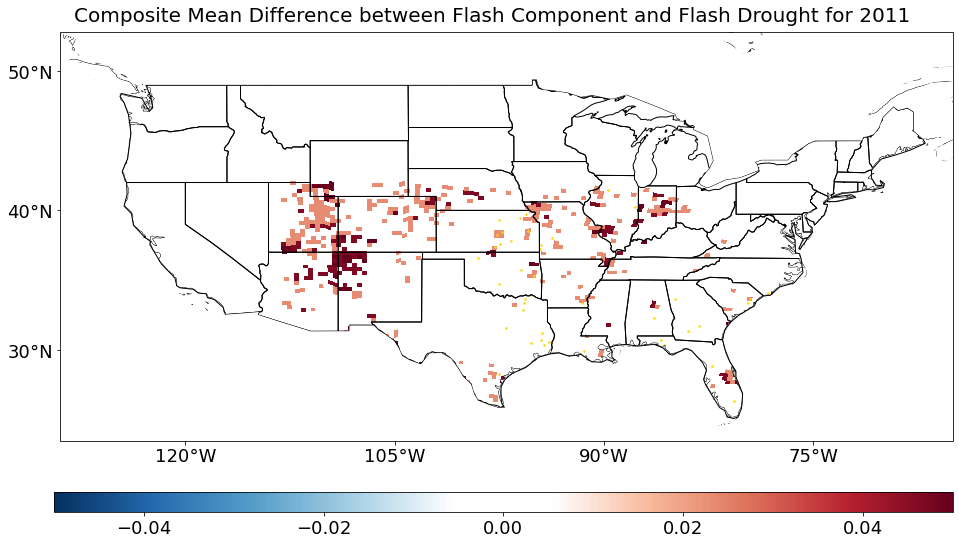 Composite Mean Difference between Flash Component and Flash Drought for 2011
50°N
40°N
30°N
120°W 105°W 90°W 75°W
−0.04 −0.02 0.00 0.02 0.04